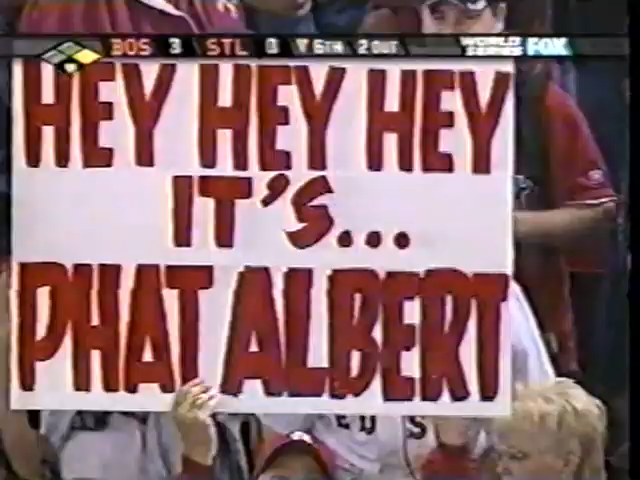 BOS 3 STL 0 ▼6TH 2 OUT WORLD SERIES FOX
HEY HEY HEY
IT'S...
PHAT ALBERT